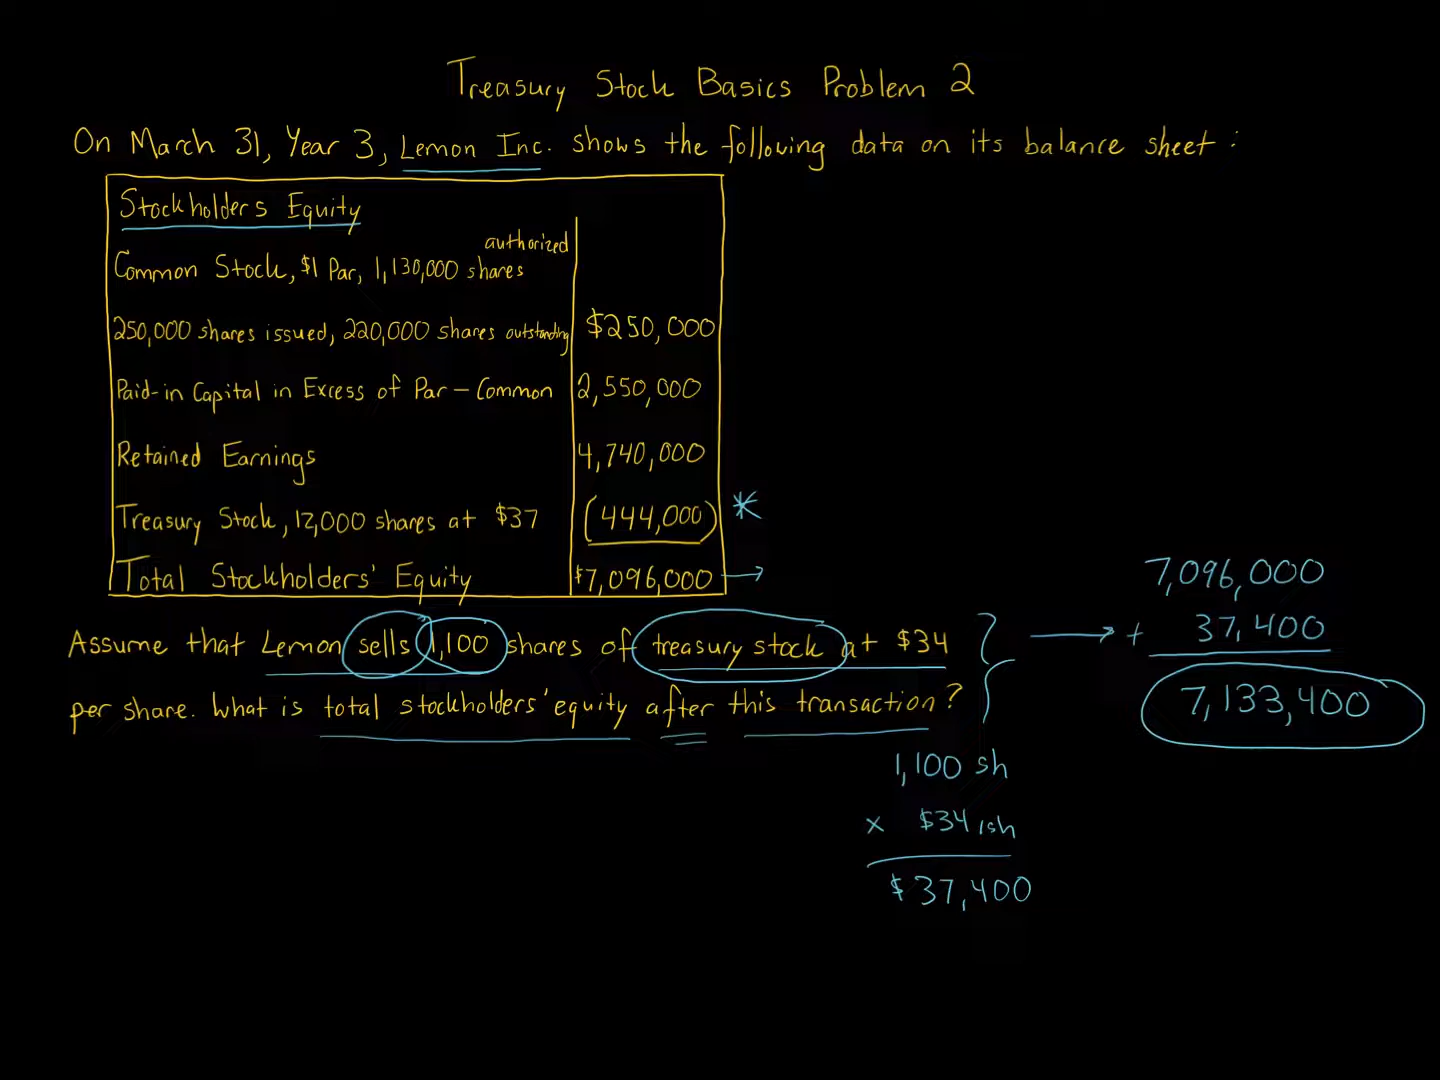 Treasury Stock Basics Problem 2
On March 31, Year 3, Lemon Inc. shows the following data on its balance sheet:
Stockholders Equity
authorized
Common Stock, $1 Par, 1,130,000 shares
250,000 shares issued, 220,000 shares outstanding $250,000
Paid-in Capital in Excess of Par - Common 2,550,000
Retained Earnings 4,740,000
Treasury Stock, 12,000 shares at $37 (444,000) *
Total Stockholders' Equity $7,096,000 →
7,096,000
→ + 37,400
7,133,400
Assume that Lemon sells 1,100 shares of treasury stock at $34
per share. What is total stockholders' equity after this transaction?
1,100 sh
x $34 /sh
$37,400